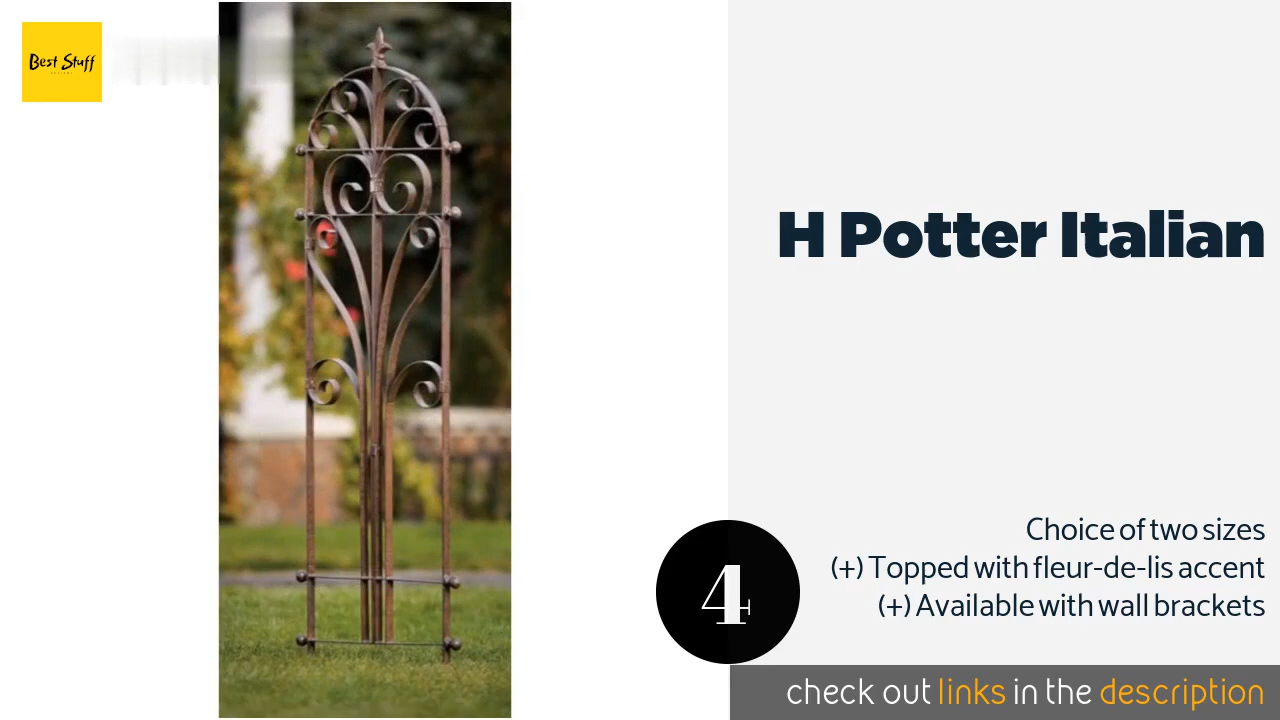 Best Stuff
H Potter Italian
Choice of two sizes
(+) Topped with fleur-de-lis accent
(+) Available with wall brackets
4
check out links in the description